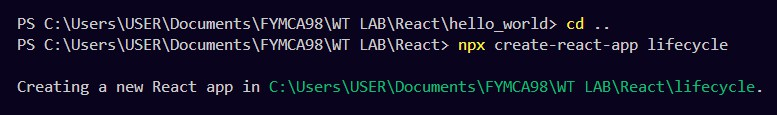 PS C:\Users\USER\Documents\FYMCA98\WT LAB\React\hello_world> cd ..
PS C:\Users\USER\Documents\FYMCA98\WT LAB\React> npx create-react-app lifecycle
Creating a new React app in C:\Users\USER\Documents\FYMCA98\WT LAB\React\lifecycle.